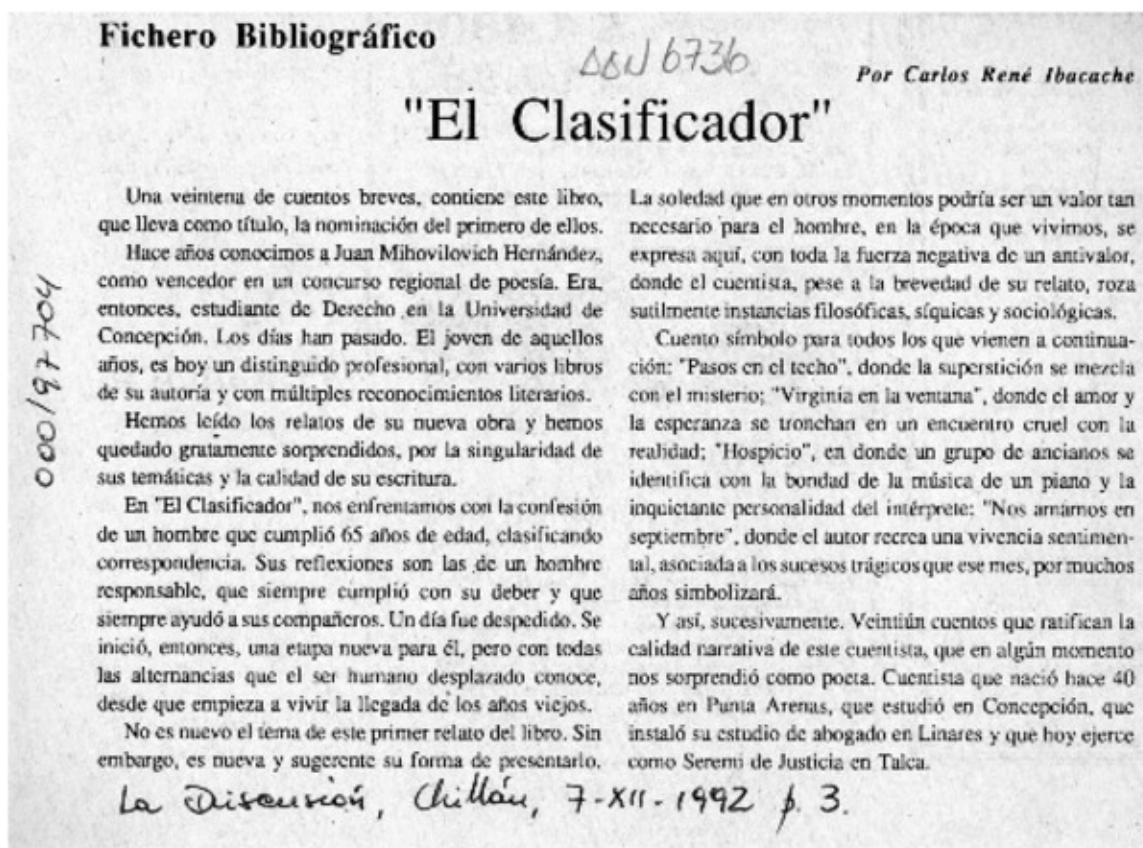 Fichero Bibliográfico
Por Carlos René Ibacache
"El Clasificador"
Una veintena de cuentos breves, contiene este libro,
que lleva como título, la nominación del primero de ellos.
Hace años conocimos a Juan Mihovilovich Hernández,
como vencedor en un concurso regional de poesía. Era,
entonces, estudiante de Derecho en la Universidad de
Concepción. Los días han pasado. El joven de aquellos
años, es hoy un distinguido profesional, con varios libros
de su autoría y con múltiples reconocimientos literarios.
Hemos leído los relatos de su nueva obra y hemos
quedado gratamente sorprendidos, por la singularidad de
sus temáticas y la calidad de su escritura.
En "El Clasificador", nos enfrentamos con la confesión
de un hombre que cumplió 65 años de edad, clasificando
correspondencia. Sus reflexiones son las de un hombre
responsable, que siempre cumplió con su deber y que
siempre ayudó a sus compañeros. Un día fue despedido. Se
inició, entonces, una etapa nueva para él, pero con todas
las alternancias que el ser humano desplazado conoce,
desde que empieza a vivir la llegada de los años viejos.
No es nuevo el tema de este primer relato del libro. Sin
embargo, es nueva y sugerente su forma de presentarlo.
La soledad que en otros momentos podría ser un valor tan
necesario para el hombre, en la época que vivimos, se
expresa aquí, con toda la fuerza negativa de un antivalor,
donde el cuentista, pese a la brevedad de su relato, roza
sutilmente instancias filosóficas, síquicas y sociológicas.
Cuento símbolo para todos los que vienen a continua-
ción: "Pasos en el techo", donde la superstición se mezcla
con el misterio; "Virginia en la ventana", donde el amor y
la esperanza se tronchan en un encuentro cruel con la
realidad; "Hospicio", en donde un grupo de ancianos se
identifica con la bondad de la música de un piano y la
inquietante personalidad del intérprete; "Nos amamos en
septiembre", donde el autor recrea una vivencia sentimen-
tal, asociada a los sucesos trágicos que ese mes, por muchos
años simbolizará.
Y así, sucesivamente. Veintiún cuentos que ratifican la
calidad narrativa de este cuentista, que en algún momento
nos sorprendió como poeta. Cuentista que nació hace 40
años en Punta Arenas, que estudió en Concepción, que
instaló su estudio de abogado en Linares y que hoy ejerce
como Seremi de Justicia en Talca.
La Discusión, Chillán, 7-XII-1992 p. 3.
000197704
6736